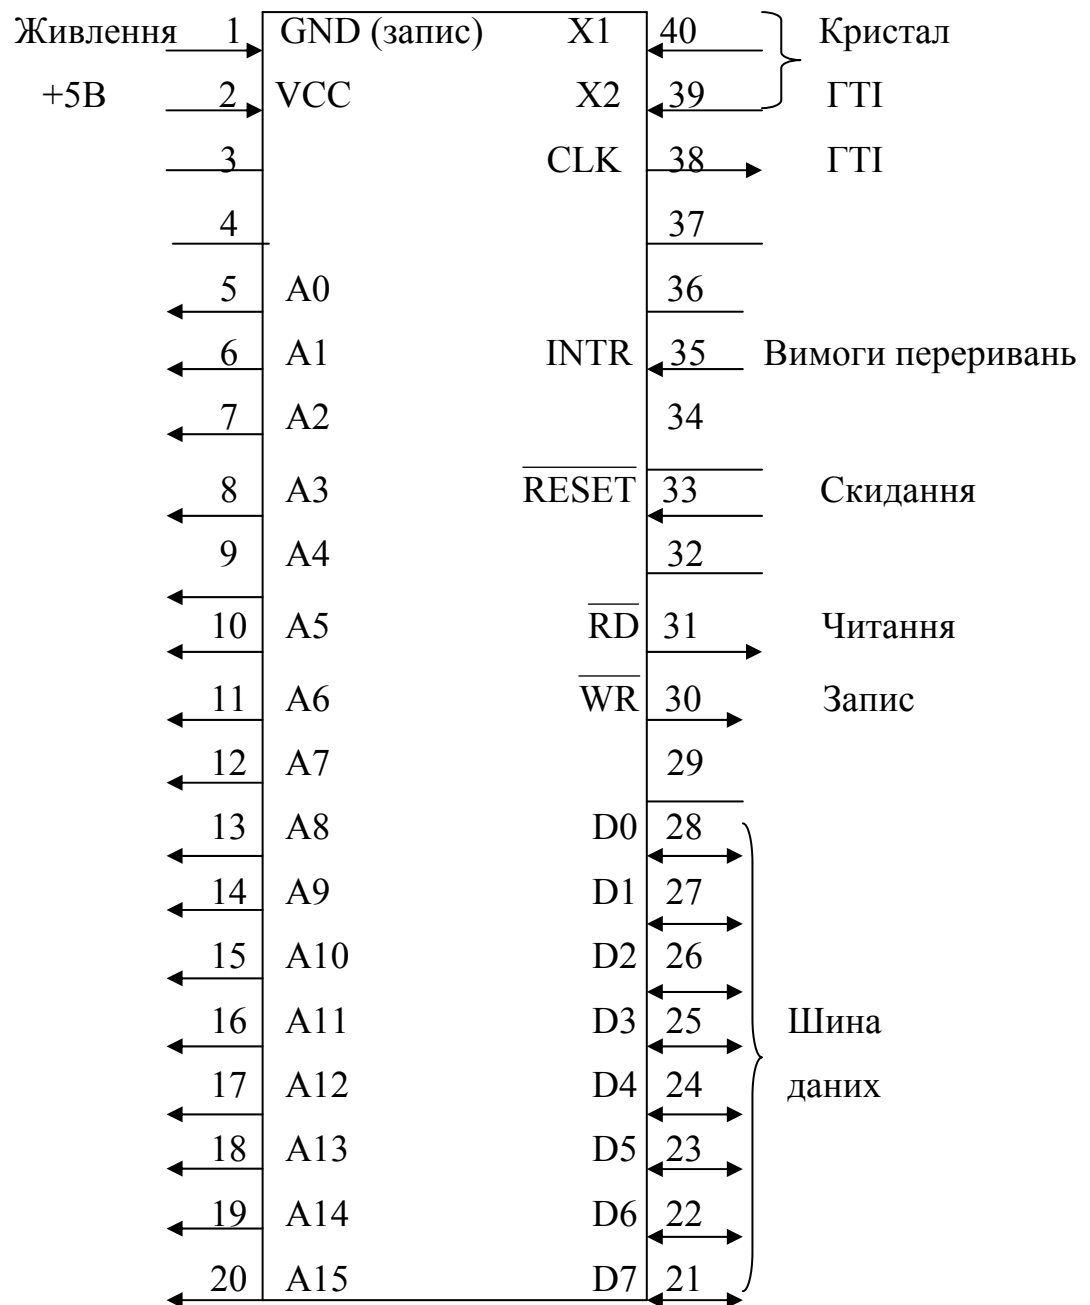 Живлення 1 GND (запис) X1 40 Кристал
+5В 2 VCC X2 39 ГТІ
3 CLK 38 ГТІ
4 37
5 A0 36
6 A1 INTR 35 Вимоги переривань
7 A2 34
8 A3 RESET 33 Скидання
9 A4 32
10 A5 RD 31 Читання
11 A6 WR 30 Запис
12 A7 29
13 A8 D0 28
14 A9 D1 27
15 A10 D2 26
16 A11 D3 25 Шина
17 A12 D4 24 даних
18 A13 D5 23
19 A14 D6 22
20 A15 D7 21